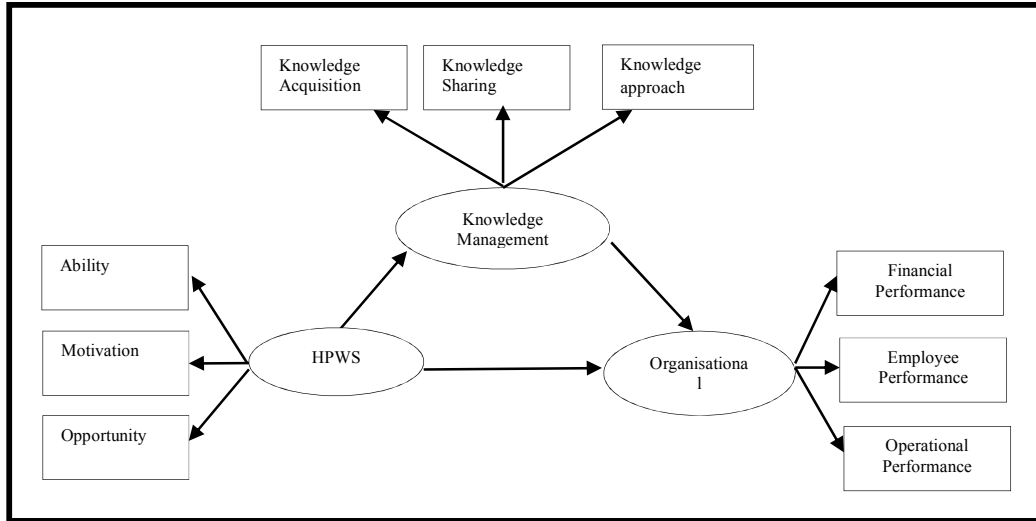 Knowledge
Acquisition
Knowledge
Sharing
Knowledge
approach
Knowledge
Management
Ability
Motivation
Opportunity
HPWS
Organisationa
l
Financial
Performance
Employee
Performance
Operational
Performance